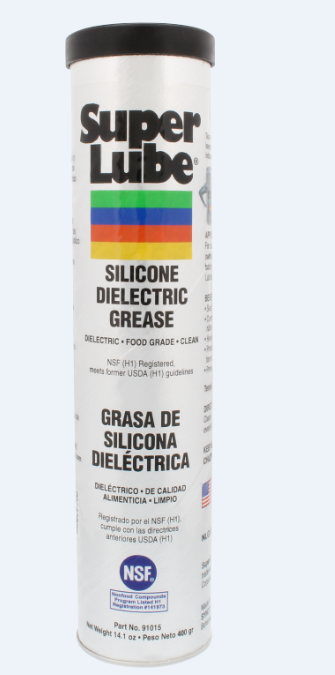 Super
Lube®
SILICONE
DIELECTRIC
GREASE
DIELECTRIC • FOOD GRADE • CLEAN
NSF (H1) Registered,
meets former USDA (H1) guidelines
GRASA DE
SILICONA
DIELÉCTRICA
DIELÉCTRICO • DE CALIDAD
ALIMENTICIA • LIMPIO
Registrado por el NSF (H1),
cumple con las directrices
anteriores USDA (H1)
NSF
Nonfood Compounds
Program Listed H1
Registration #141973
Part No. 91015
Net Weight 14.1 oz • Peso Neto 400 gr